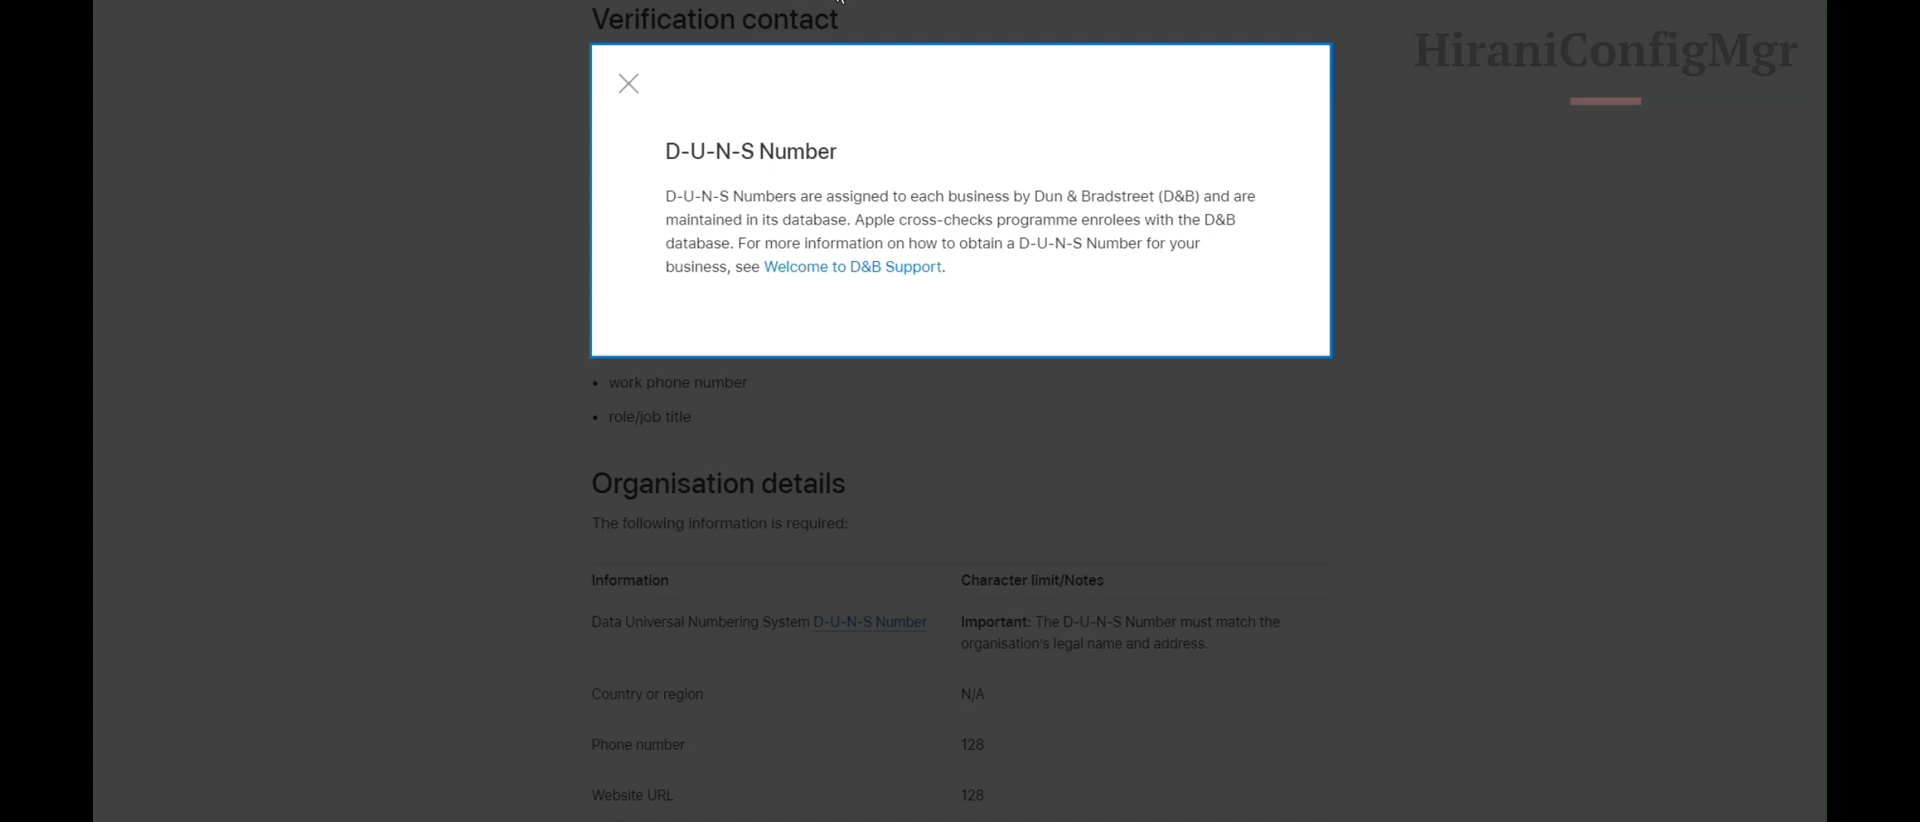 Verification contact
HiraniConfigMgr
D-U-N-S Number
D-U-N-S Numbers are assigned to each business by Dun & Bradstreet (D&B) and are
maintained in its database. Apple cross-checks programme enrolees with the D&B
database. For more information on how to obtain a D-U-N-S Number for your
business, see Welcome to D&B Support.
• work phone number
• role/job title
Organisation details
The following information is required:
Information Character limit/Notes
Data Universal Numbering System D-U-N-S Number Important: The D-U-N-S Number must match the
organisation's legal name and address.
Country or region N/A
Phone number 128
Website URL 128